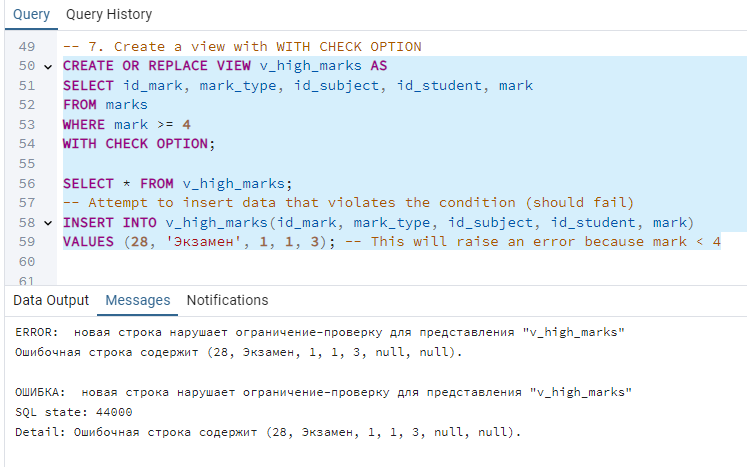 Query Query History
49 -- 7. Create a view with WITH CHECK OPTION
50 CREATE OR REPLACE VIEW v_high_marks AS
51 SELECT id_mark, mark_type, id_subject, id_student, mark
52 FROM marks
53 WHERE mark >= 4
54 WITH CHECK OPTION;
55
56 SELECT * FROM v_high_marks;
57 -- Attempt to insert data that violates the condition (should fail)
58 INSERT INTO v_high_marks(id_mark, mark_type, id_subject, id_student, mark)
59 VALUES (28, 'Экзамен', 1, 1, 3); -- This will raise an error because mark < 4
60
61
Data Output Messages Notifications
ERROR:  новая строка нарушает ограничение-проверку для представления "v_high_marks"
Ошибочная строка содержит (28, Экзамен, 1, 1, 3, null, null).
ОШИБКА:  новая строка нарушает ограничение-проверку для представления "v_high_marks"
SQL state: 44000
Detail: Ошибочная строка содержит (28, Экзамен, 1, 1, 3, null, null).